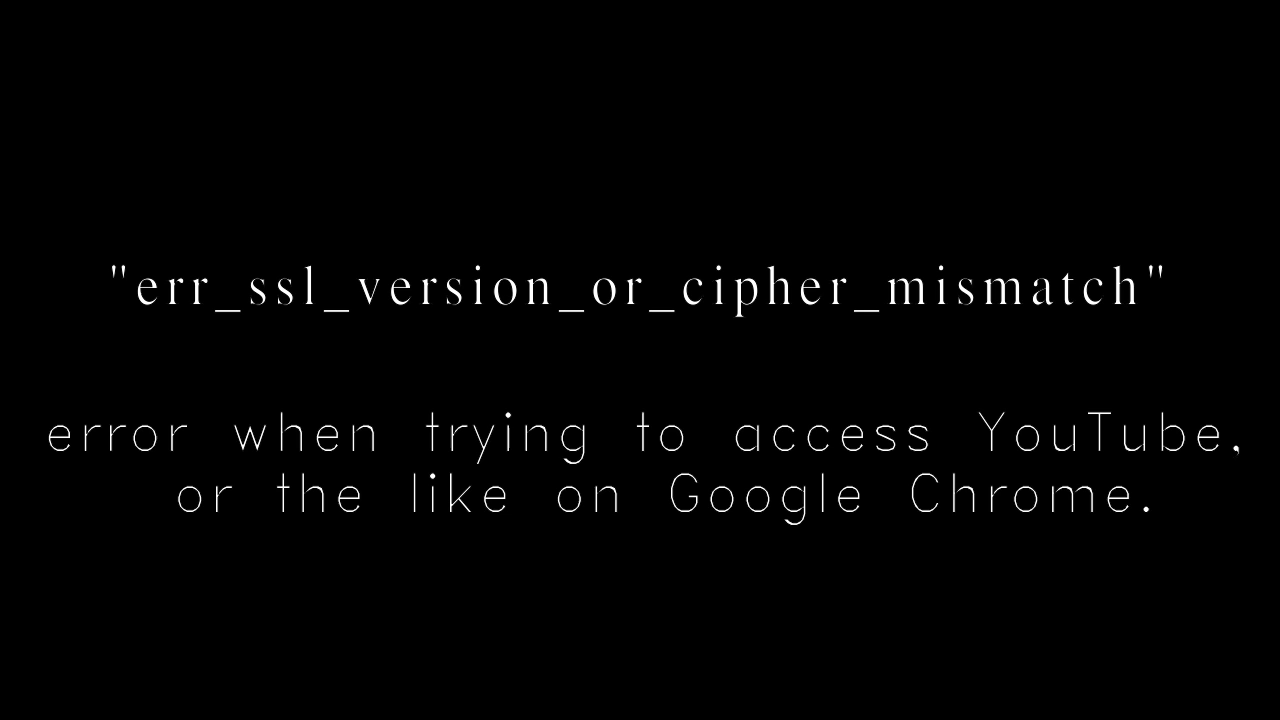 "err_ssl_version_or_cipher_mismatch"
error when trying to access YouTube,
or the like on Google Chrome.